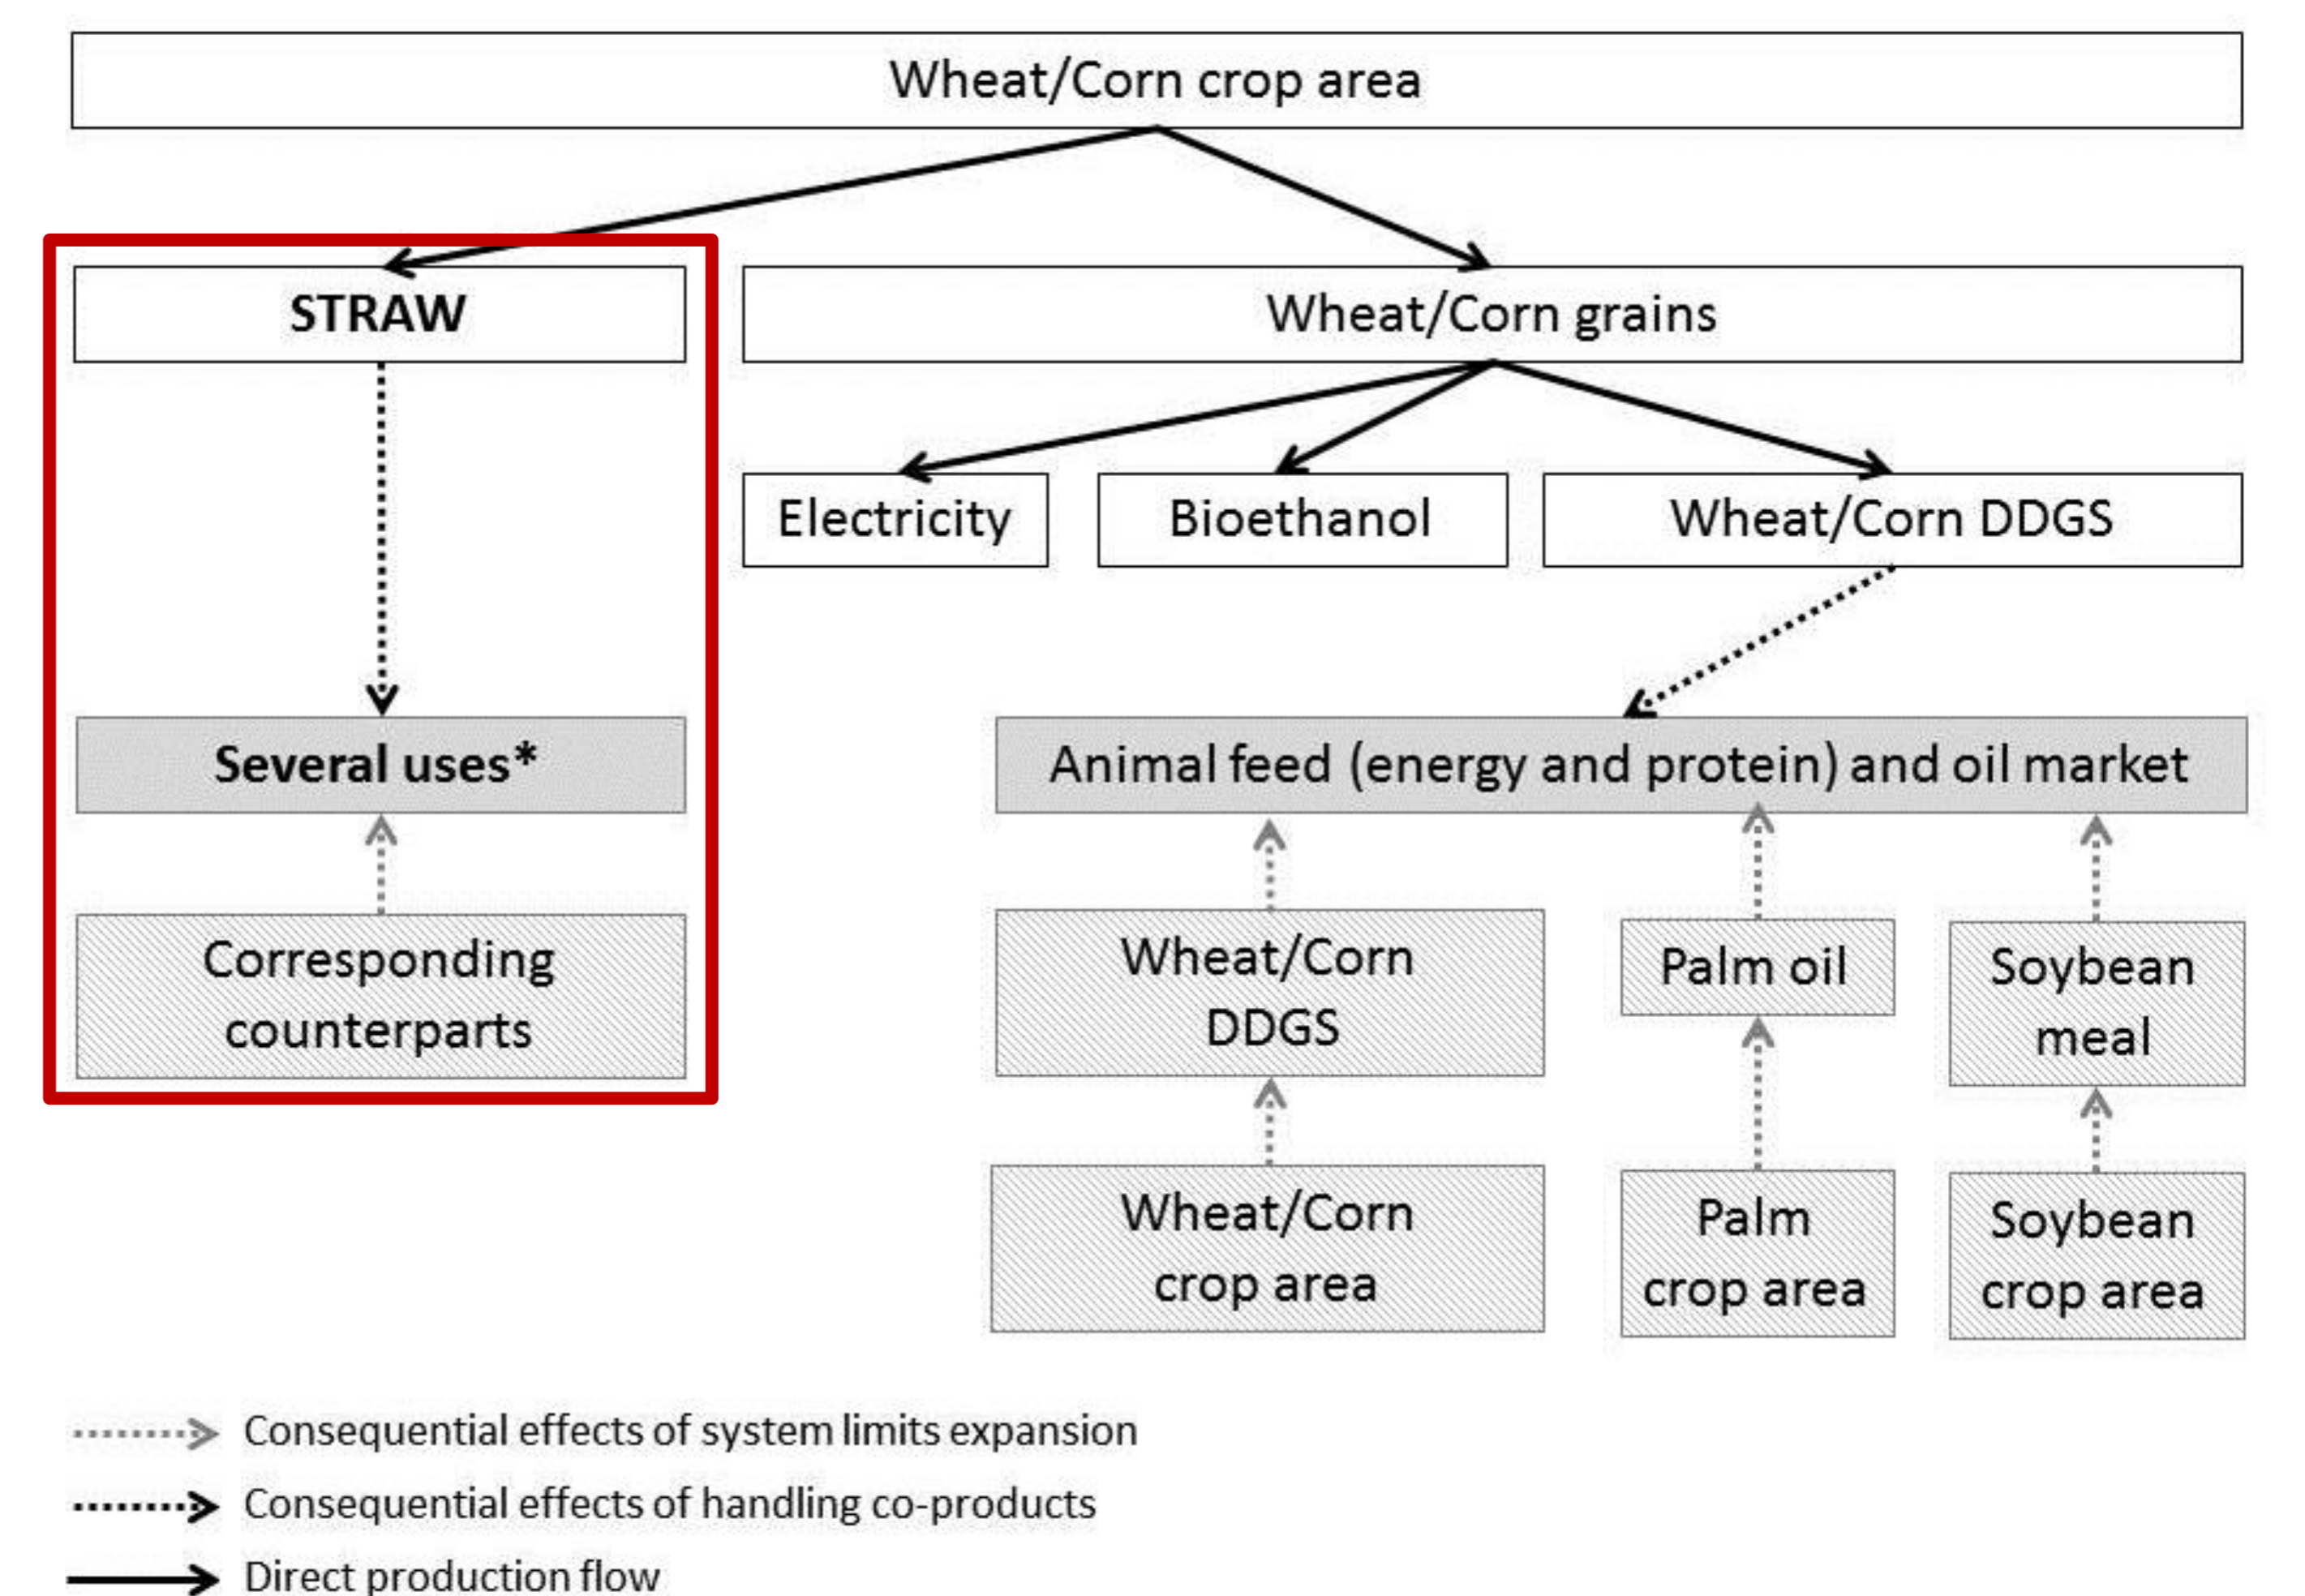 Wheat/Corn crop area
STRAW
Wheat/Corn grains
Electricity
Bioethanol
Wheat/Corn DDGS
Several uses*
Animal feed (energy and protein) and oil market
Corresponding
counterparts
Wheat/Corn
DDGS
Palm oil
Soybean
meal
Wheat/Corn
crop area
Palm
crop area
Soybean
crop area
Consequential effects of system limits expansion
Consequential effects of handling co-products
Direct production flow